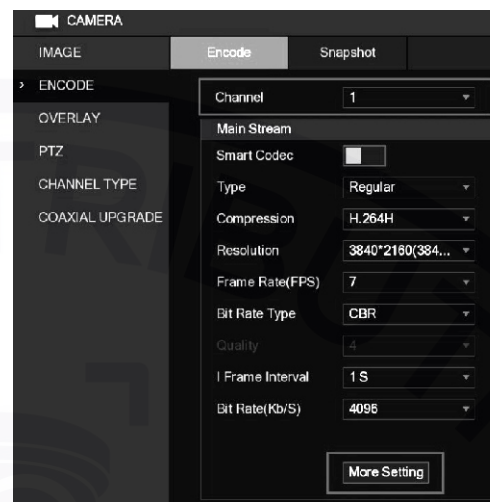 CAMERA
IMAGE
Encode
Snapshot
ENCODE
Channel 1
OVERLAY
Main Stream
PTZ
Smart Codec
CHANNEL TYPE
Type Regular
COAXIAL UPGRADE
Compression H.264H
Resolution 3840*2160(384...
Frame Rate(FPS) 7
Bit Rate Type CBR
Quality 4
I Frame Interval 1 S
Bit Rate(Kb/S) 4096
More Setting